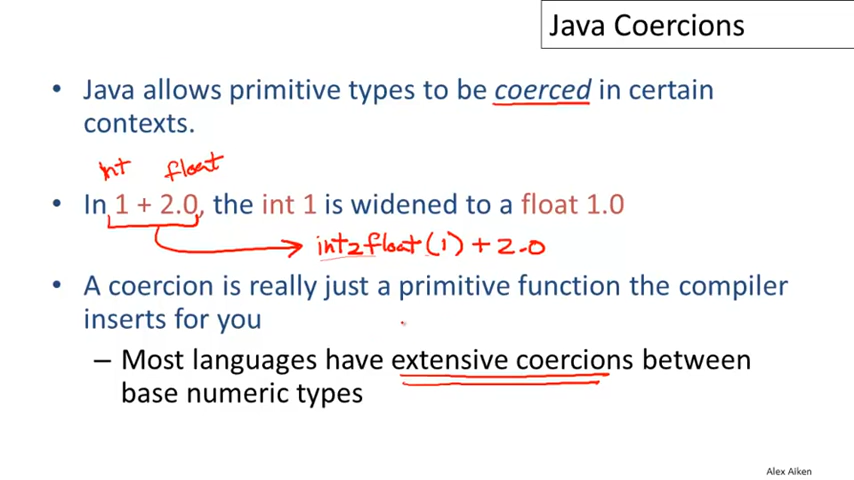 Java Coercions
• Java allows primitive types to be coerced in certain
contexts.
int float
• In 1 + 2.0, the int 1 is widened to a float 1.0
int2float(1) + 2.0
• A coercion is really just a primitive function the compiler
inserts for you
– Most languages have extensive coercions between
base numeric types
Alex Aiken